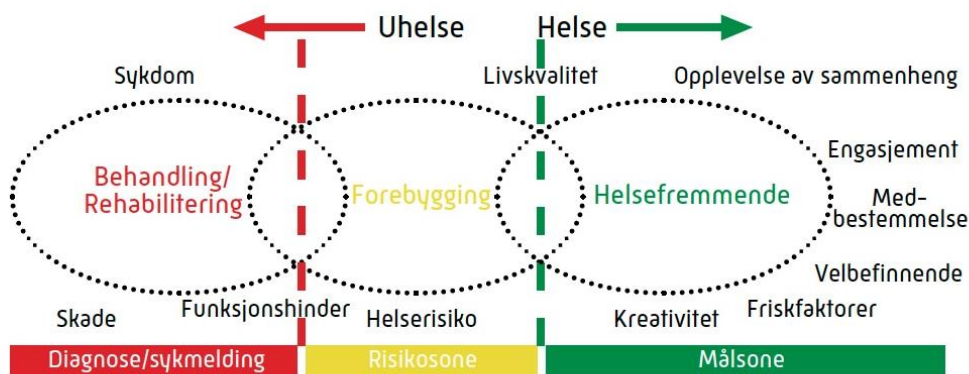 Uhelse
Helse
Sykdom
Livskvalitet
Opplevelse av sammenheng
Engasjement
Behandling/
Rehabilitering
Forebygging
Helsefremmende
Med-
bestemmelse
Velbefinnende
Skade
Funksjonshinder
Helserisiko
Kreativitet
Friskfaktorer
Diagnose/sykmelding
Risikosone
Målsone